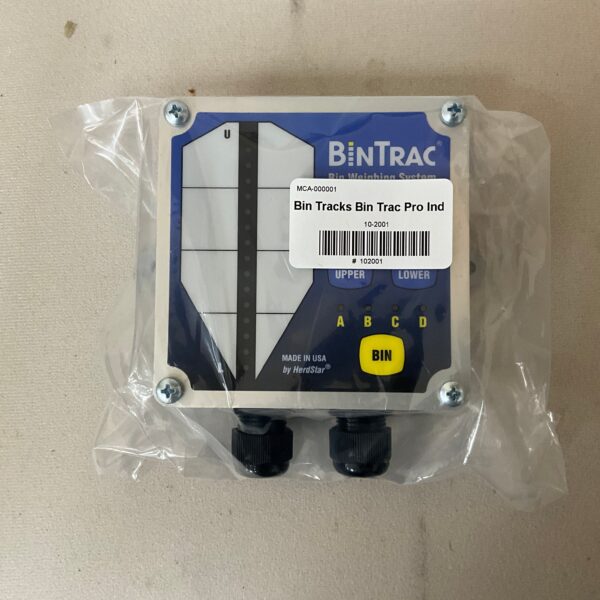 U
BINTRAC®
Bin Weighing System
MCA-000001
Bin Tracks Bin Trac Pro Ind
10-2001
# 102001
UPPER LOWER
A B C D
BIN
MADE IN USA
by HerdStar®